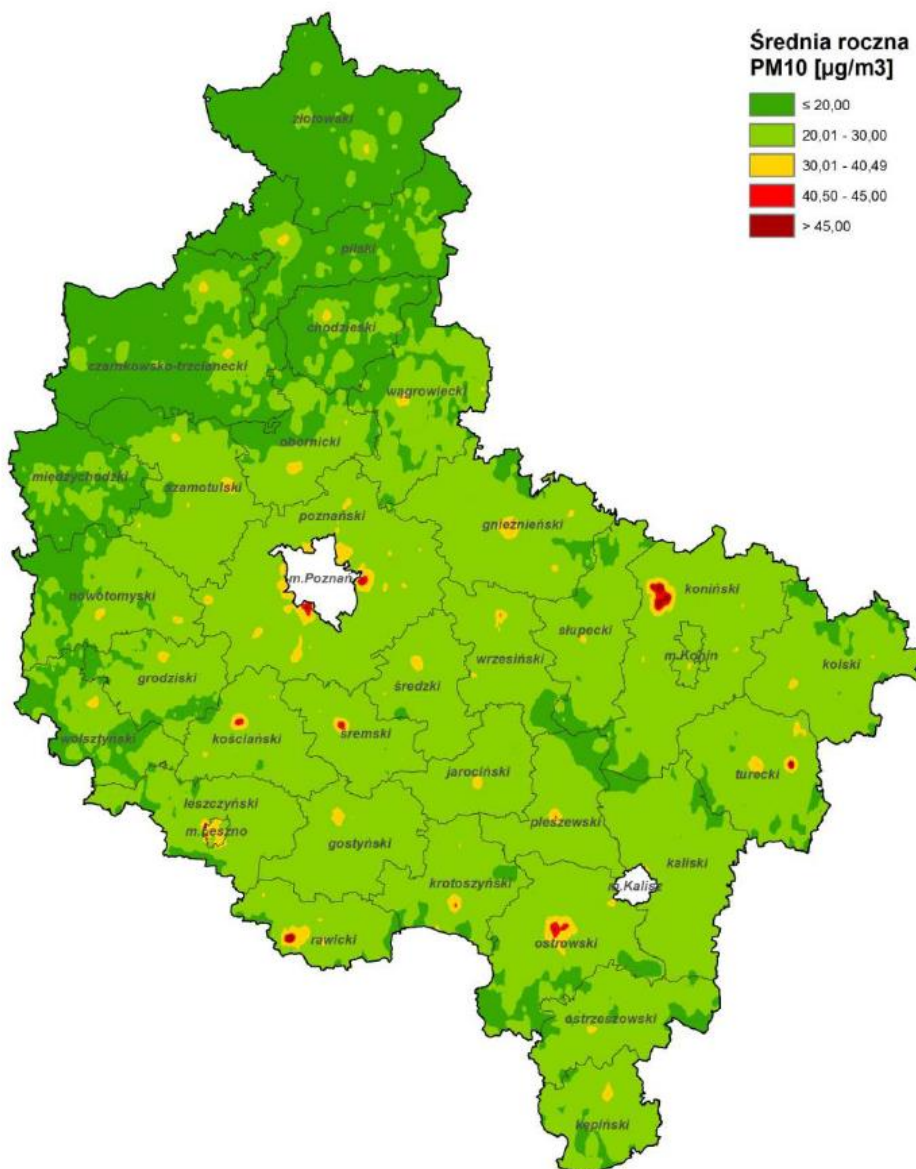 Średnia roczna
PM10 [µg/m3]
≤ 20,00
20,01 - 30,00
30,01 - 40,49
40,50 - 45,00
> 45,00
złotowski
pilski
chodzieski
czarnkowsko-trzcianecki
wągrowiecki
obornicki
międzychodzki
szamotulski
poznański
gnieźnieński
m.Poznań
koniński
nowotomyski
słupecki
m.Konin
wrzesiński
kolski
średzki
grodziski
wolsztyński
kościański
śremski
turecki
jarociński
leszczyński
m.Leszno
pleszewski
gostyński
kaliski
krotoszyński
m.Kalisz
rawicki
ostrowski
ostrzeszowski
kępiński